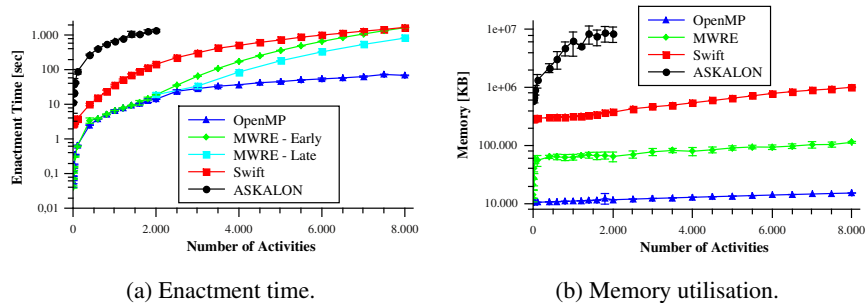 Enactment Time [sec]
1.000
100
10
1
0,1
0,01
0
2.000
4.000
6.000
8.000
Number of Activities
OpenMP
MWRE - Early
MWRE - Late
Swift
ASKALON
(a) Enactment time.
Memory [KB]
1e+07
1e+06
100.000
10.000
0
2.000
4.000
6.000
8.000
Number of Activities
OpenMP
MWRE
Swift
ASKALON
(b) Memory utilisation.